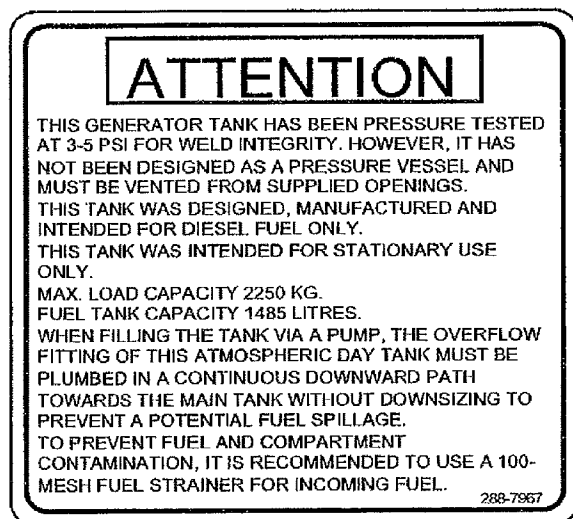 ATTENTION
THIS GENERATOR TANK HAS BEEN PRESSURE TESTED
AT 3-5 PSI FOR WELD INTEGRITY. HOWEVER, IT HAS
NOT BEEN DESIGNED AS A PRESSURE VESSEL AND
MUST BE VENTED FROM SUPPLIED OPENINGS.
THIS TANK WAS DESIGNED, MANUFACTURED AND
INTENDED FOR DIESEL FUEL ONLY.
THIS TANK WAS INTENDED FOR STATIONARY USE
ONLY.
MAX. LOAD CAPACITY 2250 KG.
FUEL TANK CAPACITY 1485 LITRES.
WHEN FILLING THE TANK VIA A PUMP, THE OVERFLOW
FITTING OF THIS ATMOSPHERIC DAY TANK MUST BE
PLUMBED IN A CONTINUOUS DOWNWARD PATH
TOWARDS THE MAIN TANK WITHOUT DOWNSIZING TO
PREVENT A POTENTIAL FUEL SPILLAGE.
TO PREVENT FUEL AND COMPARTMENT
CONTAMINATION, IT IS RECOMMENDED TO USE A 100-
MESH FUEL STRAINER FOR INCOMING FUEL.
288-7967